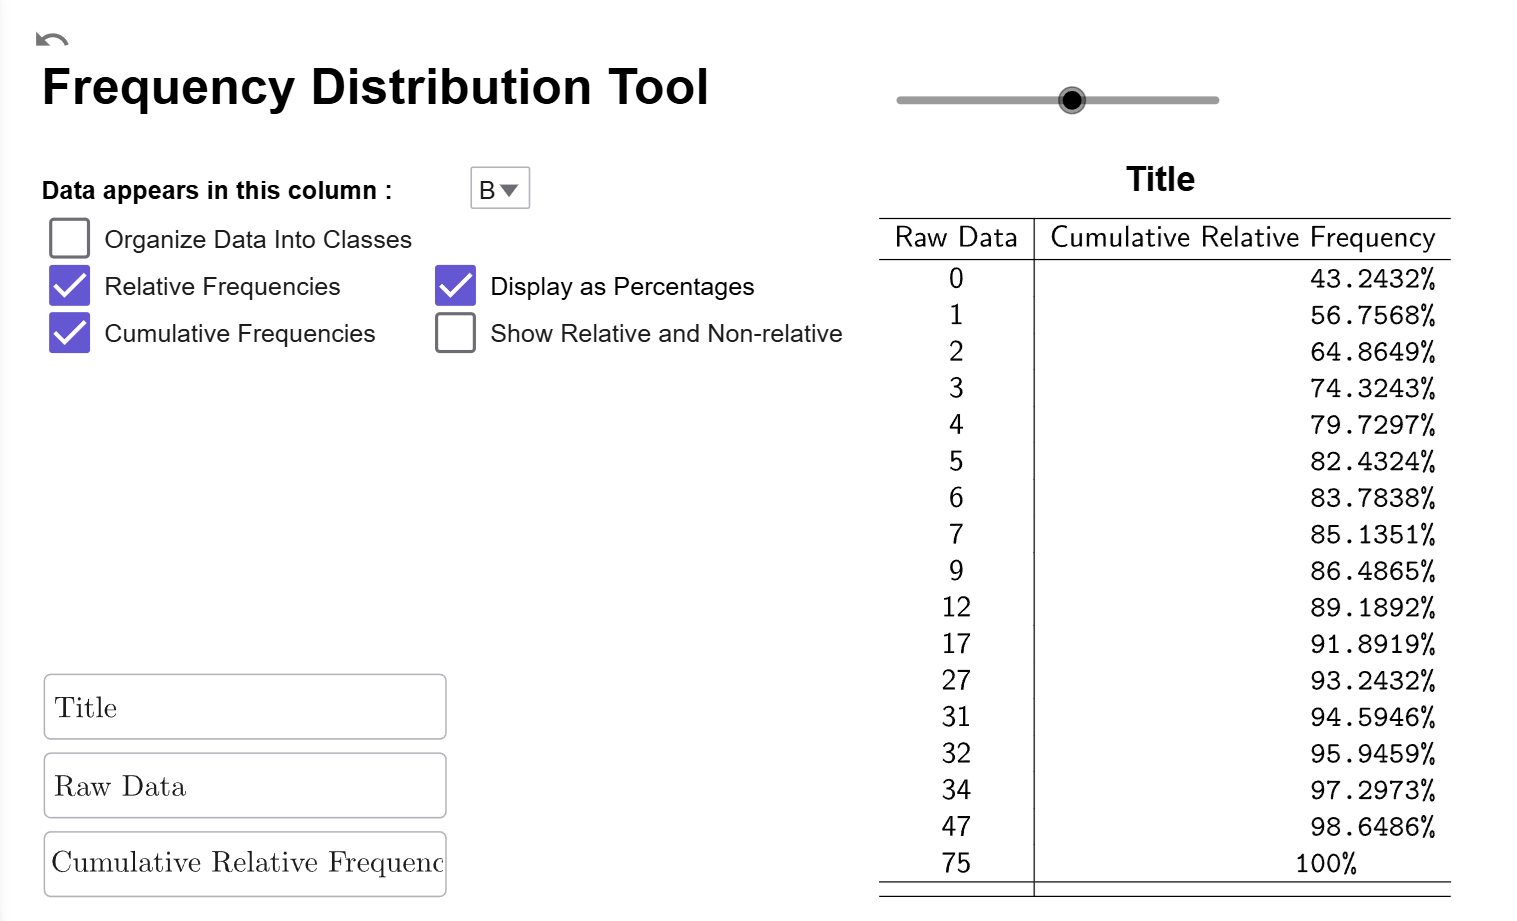 Frequency Distribution Tool
Data appears in this column :
B
Organize Data Into Classes
Relative Frequencies
Display as Percentages
Cumulative Frequencies
Show Relative and Non-relative
Title
Raw Data
Cumulative Relative Frequenc
Title
Raw Data Cumulative Relative Frequency
0 43.2432%
1 56.7568%
2 64.8649%
3 74.3243%
4 79.7297%
5 82.4324%
6 83.7838%
7 85.1351%
9 86.4865%
12 89.1892%
17 91.8919%
27 93.2432%
31 94.5946%
32 95.9459%
34 97.2973%
47 98.6486%
75 100%